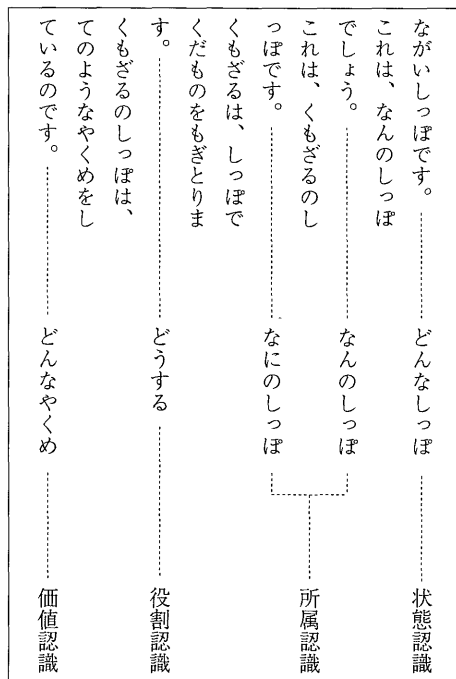 ながいしっぽです。 どんなしっぽ 状態認識
これは、なんのしっぽ
でしょう。 なんのしっぽ
所属認識
これは、くもざるのし
っぽです。 なにのしっぽ
くもざるは、しっぽで
くだものをもぎとりま
す。 どうする 役割認識
くもざるのしっぽは、
てのようなやくめをし
ているのです。 どんなやくめ 価値認識